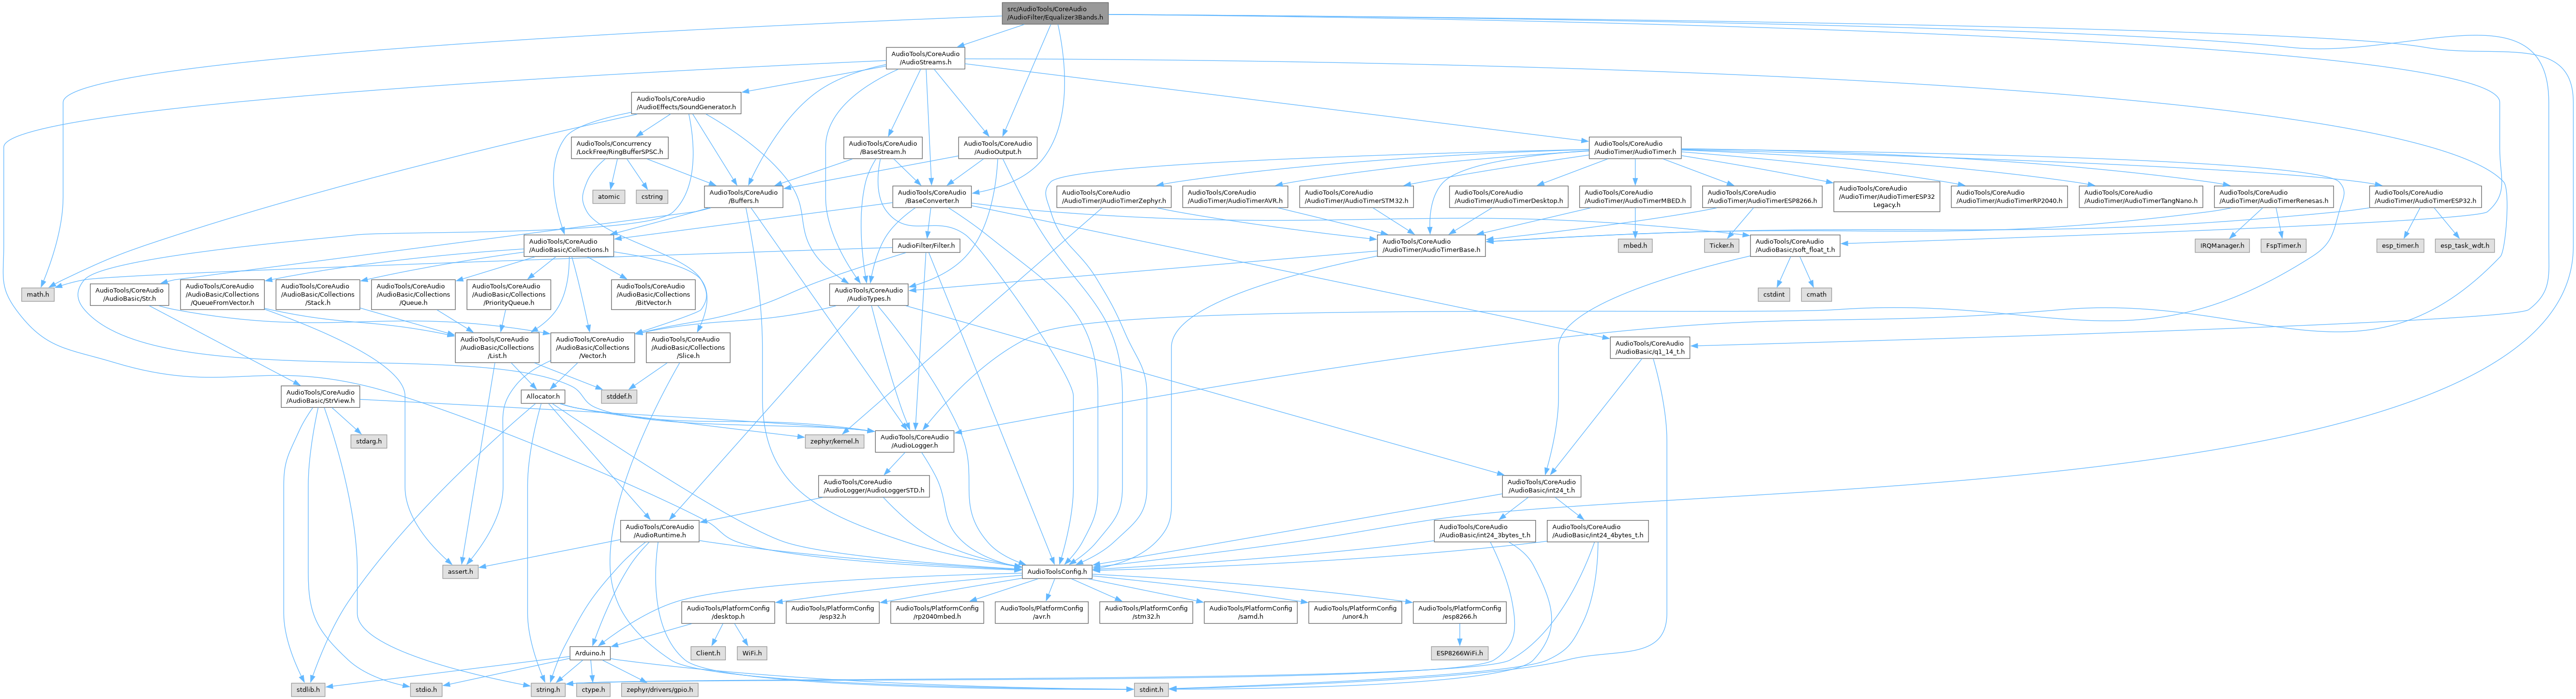 src/AudioTools/CoreAudio
/AudioFilter/Equalizer3Bands.h
AudioTools/CoreAudio
/AudioStreams.h
AudioTools/CoreAudio
/AudioEffects/SoundGenerator.h
AudioTools/Concurrency
/LockFree/RingBufferSPSC.h
AudioTools/CoreAudio
/BaseStream.h
AudioTools/CoreAudio
/AudioOutput.h
AudioTools/CoreAudio
/AudioTimer/AudioTimer.h
atomic
cstring
AudioTools/CoreAudio
/Buffers.h
AudioTools/CoreAudio
/BaseConverter.h
AudioTools/CoreAudio
/AudioTimer/AudioTimerZephyr.h
AudioTools/CoreAudio
/AudioTimer/AudioTimerAVR.h
AudioTools/CoreAudio
/AudioTimer/AudioTimerSTM32.h
AudioTools/CoreAudio
/AudioTimer/AudioTimerDesktop.h
AudioTools/CoreAudio
/AudioTimer/AudioTimerMBED.h
AudioTools/CoreAudio
/AudioTimer/AudioTimerESP8266.h
AudioTools/CoreAudio
/AudioTimer/AudioTimerESP32
Legacy.h
AudioTools/CoreAudio
/AudioTimer/AudioTimerRP2040.h
AudioTools/CoreAudio
/AudioTimer/AudioTimerTangNano.h
AudioTools/CoreAudio
/AudioTimer/AudioTimerRenesas.h
AudioTools/CoreAudio
/AudioTimer/AudioTimerESP32.h
AudioTools/CoreAudio
/AudioBasic/Collections.h
AudioFilter/Filter.h
AudioTools/CoreAudio
/AudioTimer/AudioTimerBase.h
mbed.h
Ticker.h
AudioTools/CoreAudio
/AudioBasic/soft_float_t.h
IRQManager.h
FspTimer.h
esp_timer.h
esp_task_wdt.h
math.h
AudioTools/CoreAudio
/AudioBasic/Str.h
AudioTools/CoreAudio
/AudioBasic/Collections
/QueueFromVector.h
AudioTools/CoreAudio
/AudioBasic/Collections
/Stack.h
AudioTools/CoreAudio
/AudioBasic/Collections
/Queue.h
AudioTools/CoreAudio
/AudioBasic/Collections
/PriorityQueue.h
AudioTools/CoreAudio
/AudioBasic/Collections
/BitVector.h
AudioTools/CoreAudio
/AudioTypes.h
cstdint
cmath
AudioTools/CoreAudio
/AudioBasic/Collections
/List.h
AudioTools/CoreAudio
/AudioBasic/Collections
/Vector.h
AudioTools/CoreAudio
/AudioBasic/Collections
/Slice.h
AudioTools/CoreAudio
/AudioBasic/q1_14_t.h
AudioTools/CoreAudio
/AudioBasic/StrView.h
Allocator.h
stddef.h
stdarg.h
zephyr/kernel.h
AudioTools/CoreAudio
/AudioLogger.h
AudioTools/CoreAudio
/AudioLogger/AudioLoggerSTD.h
AudioTools/CoreAudio
/AudioBasic/int24_t.h
AudioTools/CoreAudio
/AudioRuntime.h
AudioTools/CoreAudio
/AudioBasic/int24_3bytes_t.h
AudioTools/CoreAudio
/AudioBasic/int24_4bytes_t.h
assert.h
AudioToolsConfig.h
AudioTools/PlatformConfig
/desktop.h
AudioTools/PlatformConfig
/esp32.h
AudioTools/PlatformConfig
/rp2040mbed.h
AudioTools/PlatformConfig
/avr.h
AudioTools/PlatformConfig
/stm32.h
AudioTools/PlatformConfig
/samd.h
AudioTools/PlatformConfig
/unor4.h
AudioTools/PlatformConfig
/esp8266.h
Arduino.h
Client.h
WiFi.h
ESP8266WiFi.h
stdlib.h
stdio.h
string.h
ctype.h
zephyr/drivers/gpio.h
stdint.h